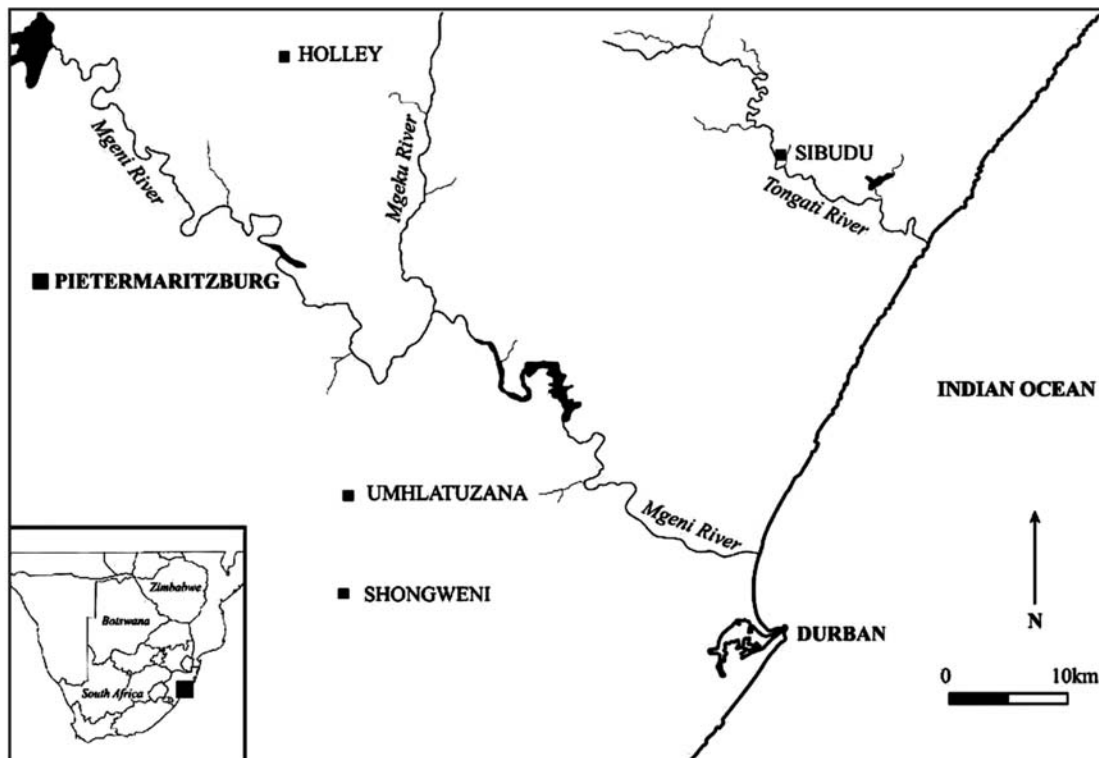 HOLLEY
Mgeni River
Mgeku River
SIBUDU
Tongati River
PIETERMARITZBURG
INDIAN OCEAN
UMHLATUZANA
Mgeni River
SHONGWENI
Zimbabwe
Botswana
South Africa
N
DURBAN
0 10km